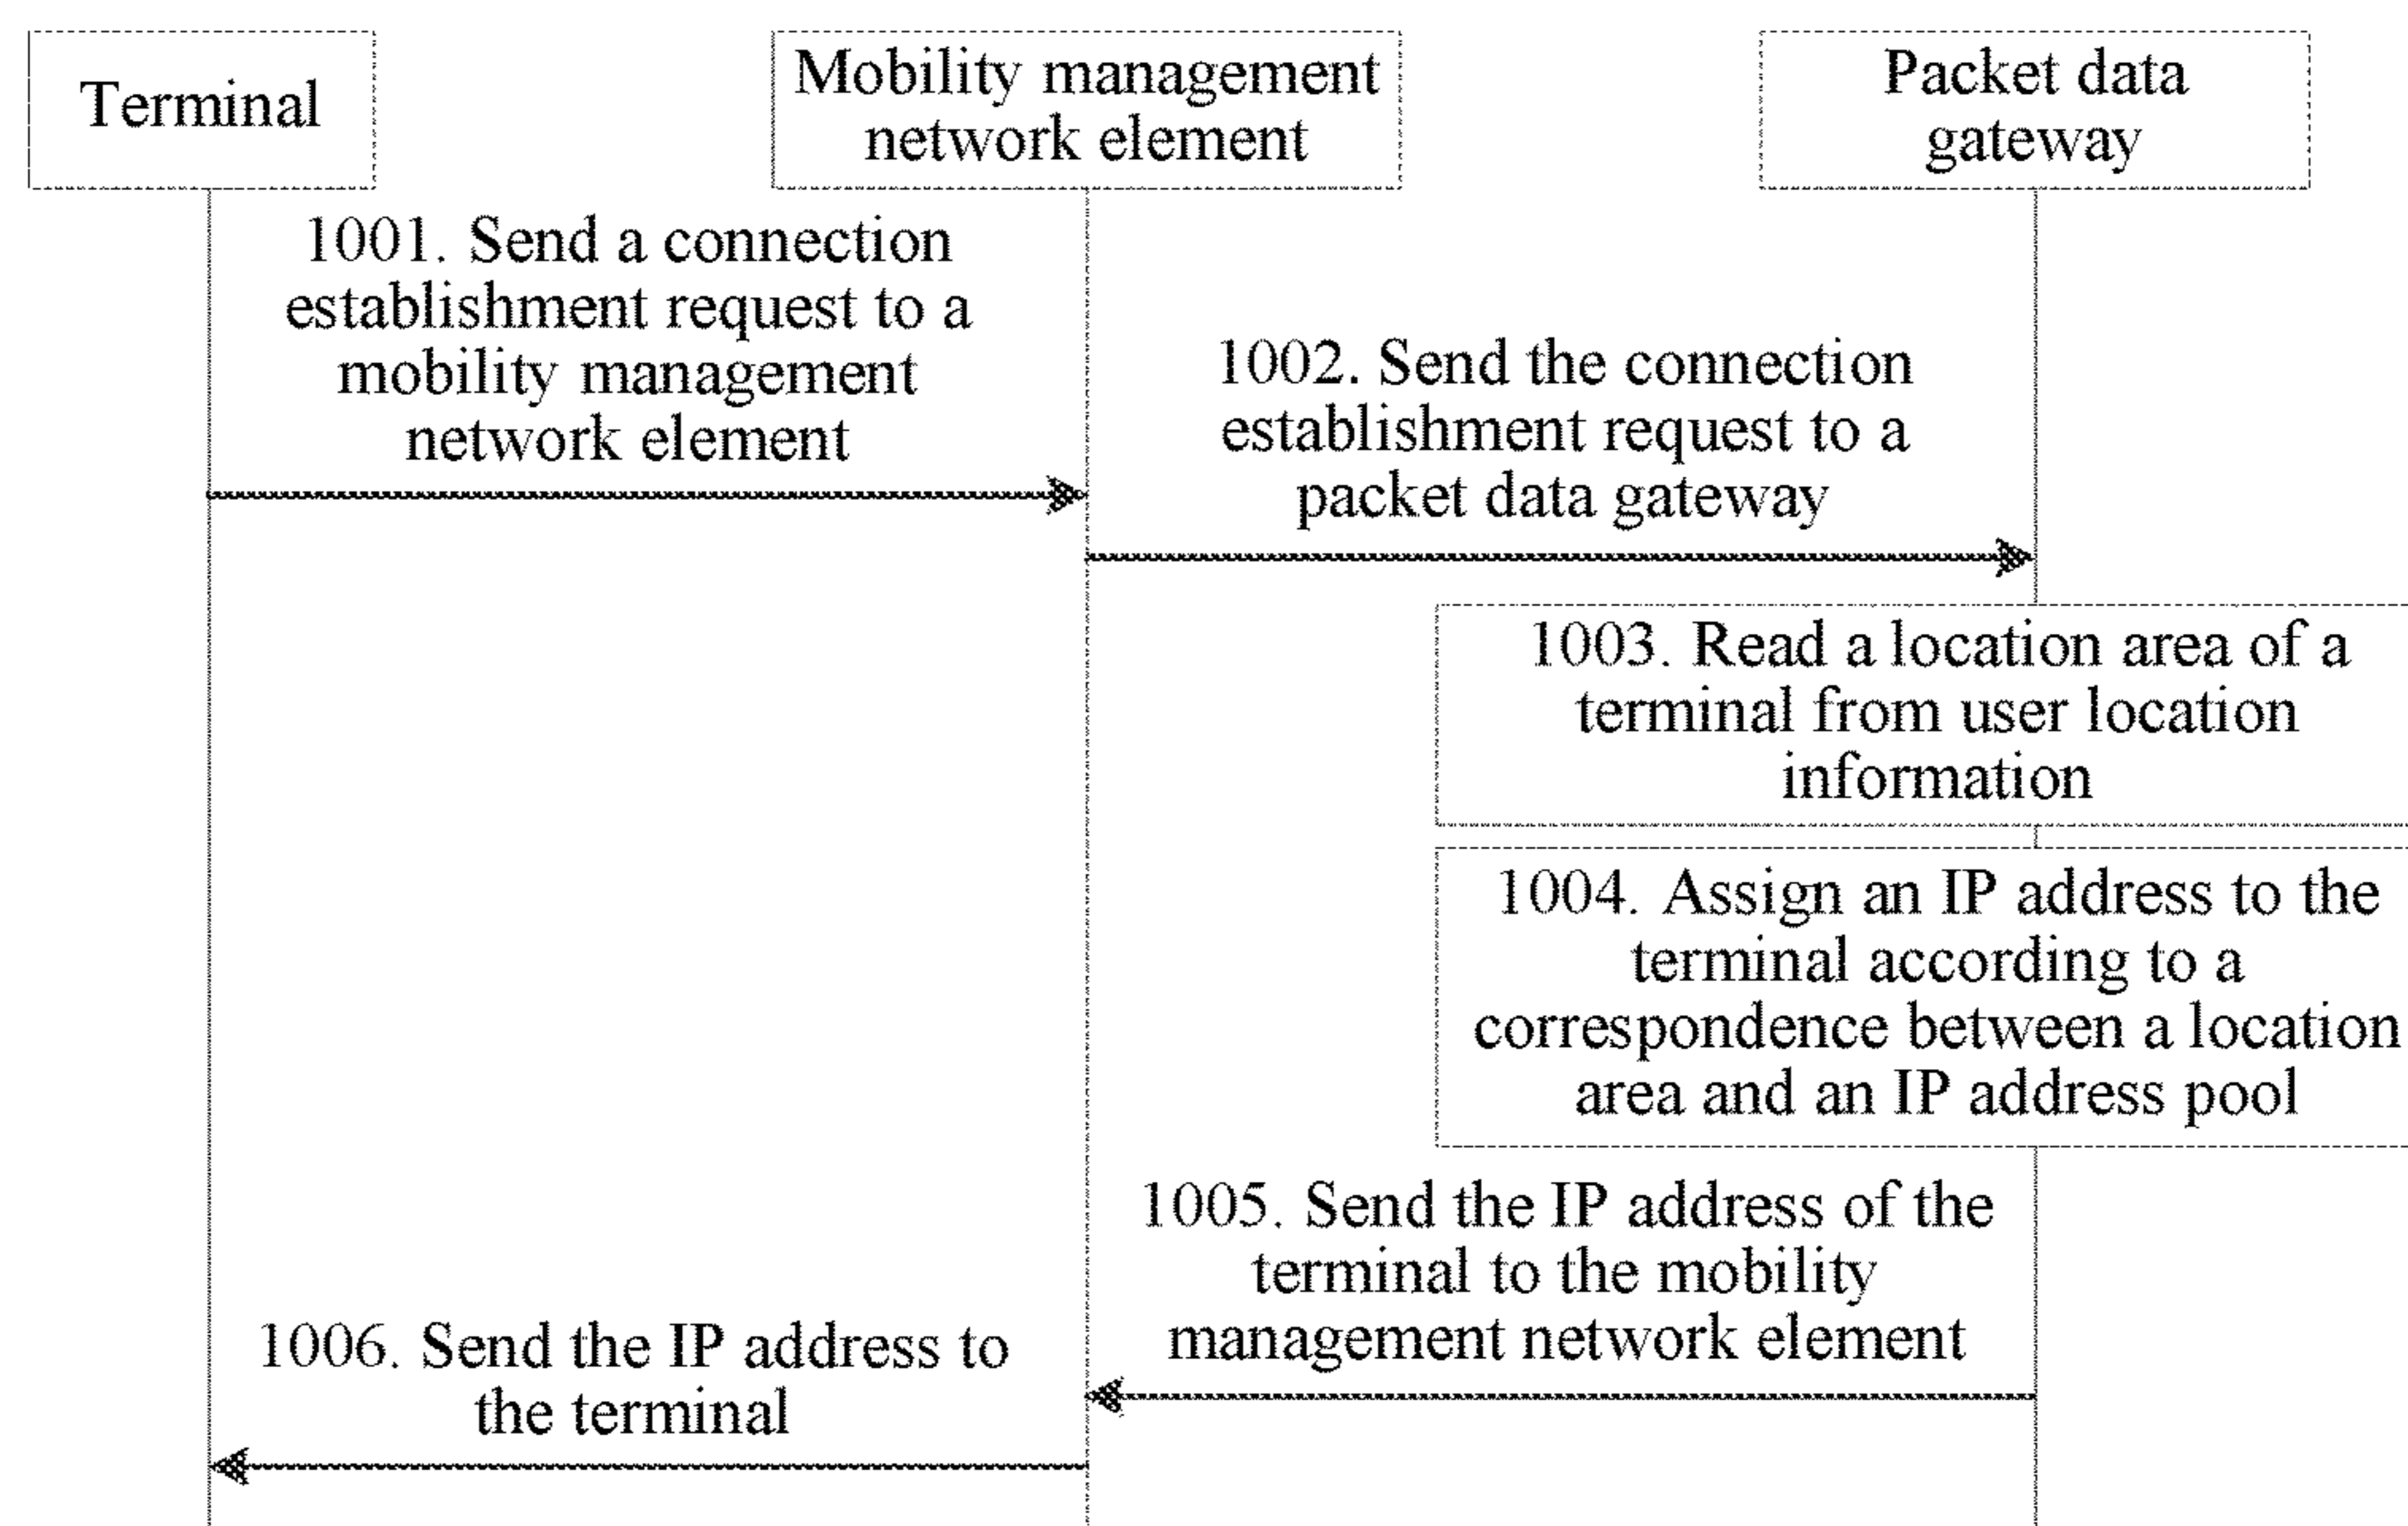 Terminal
Mobility management
network element
Packet data
gateway
1001. Send a connection
establishment request to a
mobility management
network element
1002. Send the connection
establishment request to a
packet data gateway
1003. Read a location area of a
terminal from user location
information
1004. Assign an IP address to the
terminal according to a
correspondence between a location
area and an IP address pool
1005. Send the IP address of the
terminal to the mobility
management network element
1006. Send the IP address to
the terminal